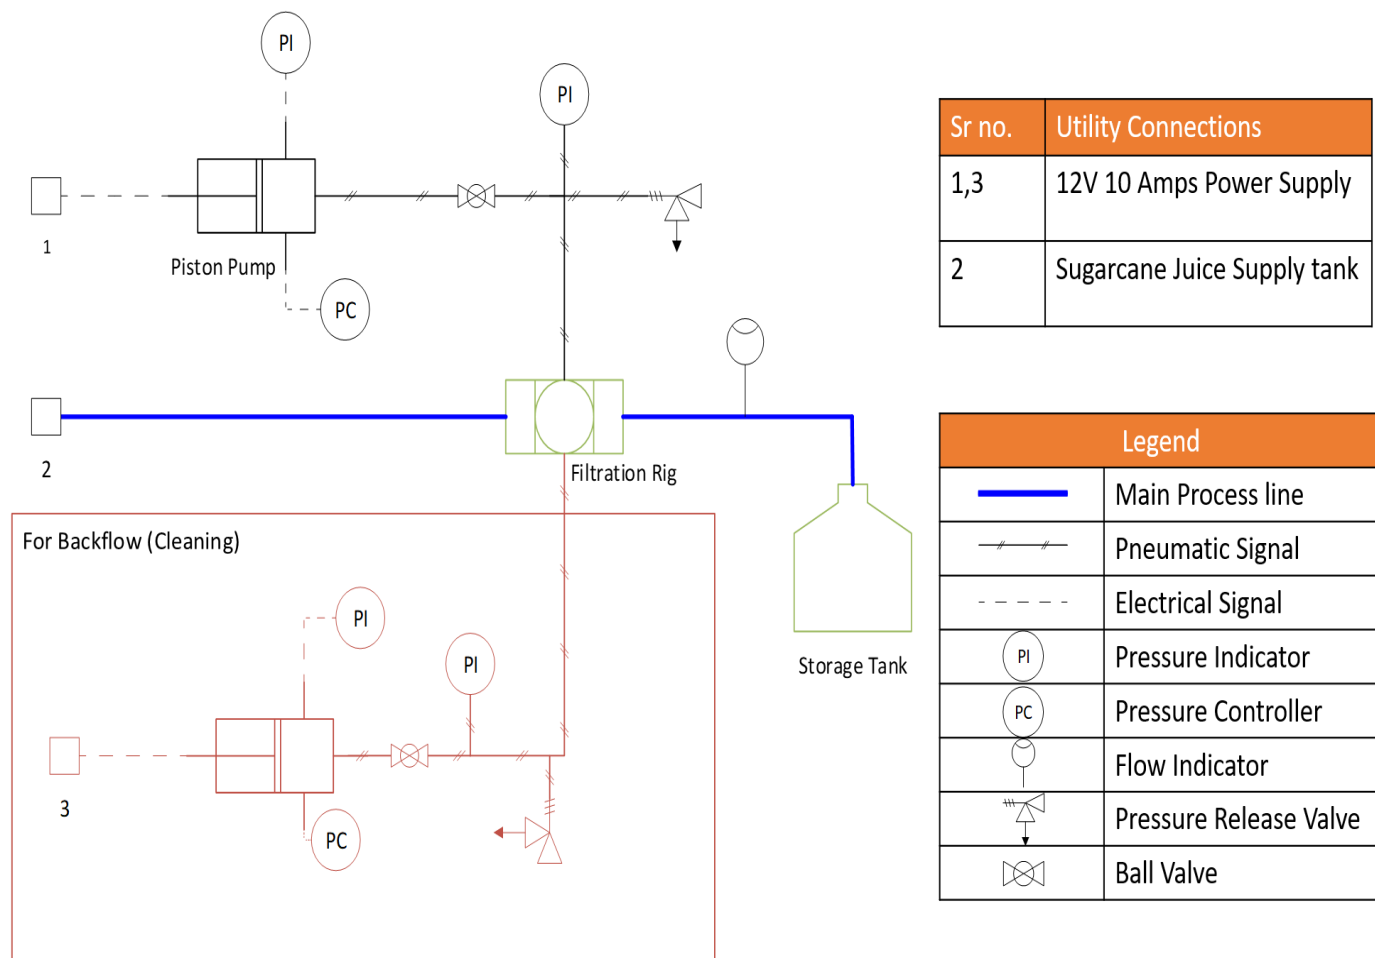 PI
PI
1
Piston Pump
PC
2
Filtration Rig
For Backflow (Cleaning)
PI
PI
3
PC
Storage Tank
Sr no. Utility Connections
1,3 12V 10 Amps Power Supply
2 Sugarcane Juice Supply tank
Legend
Main Process line
Pneumatic Signal
Electrical Signal
PI Pressure Indicator
PC Pressure Controller
Flow Indicator
Pressure Release Valve
Ball Valve